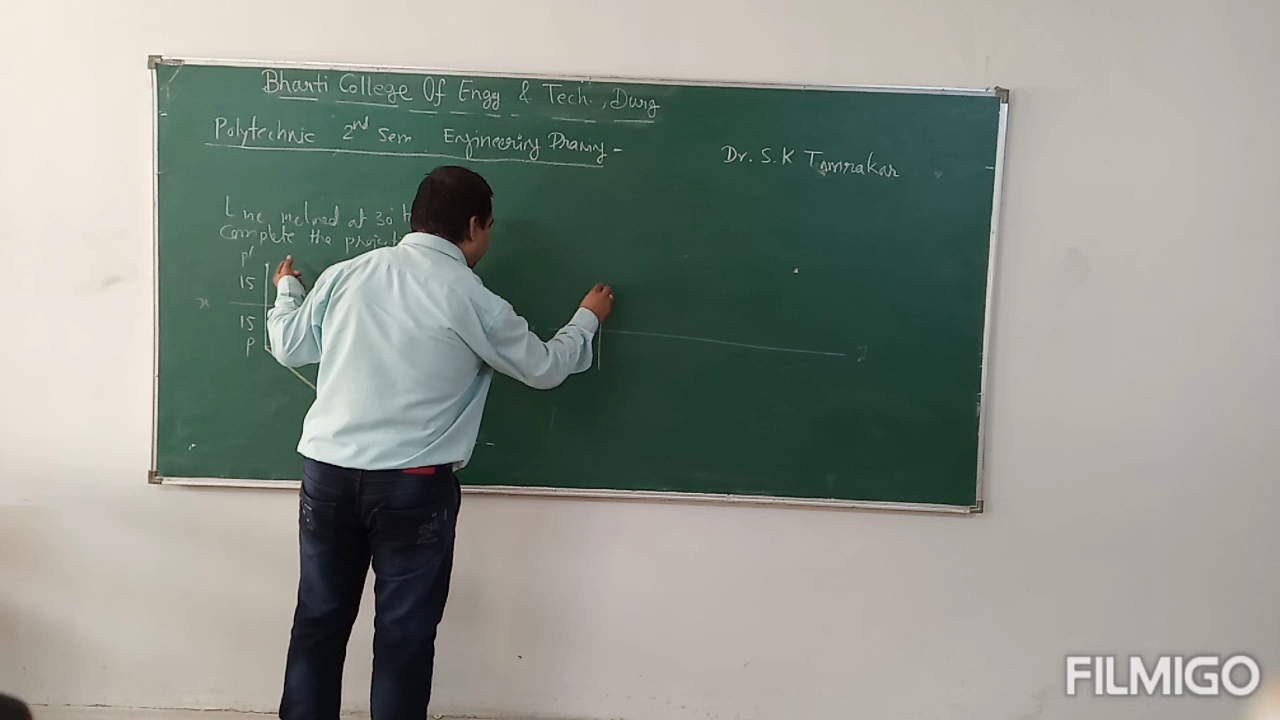 Bharti College Of Engg & Tech., Durg
Polytechnic 2nd Sem Engineering Drawing -
Dr. S. K Tamrakar
Line inclined at 30°
Complete the project
p'
15
x
15
p
FILMIGO